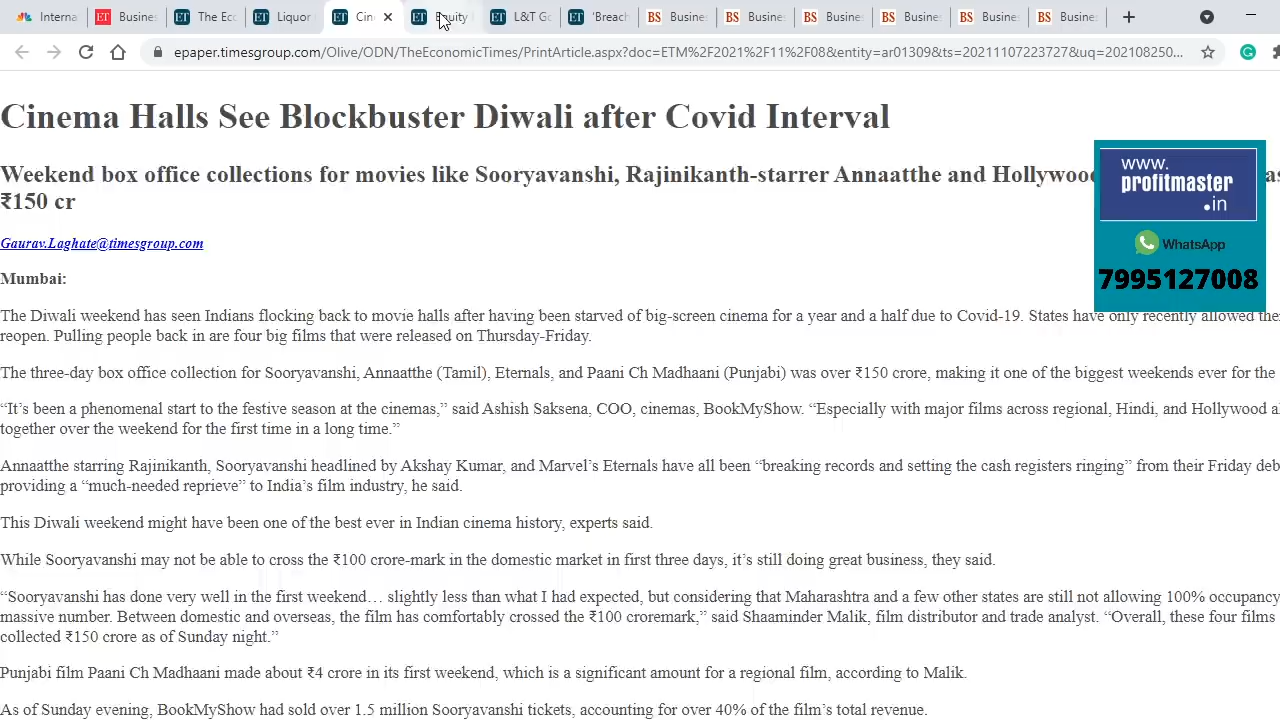 Interna
Busines
The Eco
Liquor
Cin
Equity
L&T Go
'Breach
Busine
Busine
Busine
Busine
Busine
Busine
epaper.timesgroup.com/Olive/ODN/TheEconomicTimes/PrintArticle.aspx?doc=ETM%2F2021%2F11%2F08&entity=ar01309&ts=20211107223727&uq=202108250...
Cinema Halls See Blockbuster Diwali after Covid Interval
Weekend box office collections for movies like Sooryavanshi, Rajinikanth-starrer Annaatthe and Hollywood
₹150 cr
www.
profitmaster
.in
WhatsApp
7995127008
Gaurav.Laghate@timesgroup.com
Mumbai:
The Diwali weekend has seen Indians flocking back to movie halls after having been starved of big-screen cinema for a year and a half due to Covid-19. States have only recently allowed the
reopen. Pulling people back in are four big films that were released on Thursday-Friday.
The three-day box office collection for Sooryavanshi, Annaatthe (Tamil), Eternals, and Paani Ch Madhaani (Punjabi) was over ₹150 crore, making it one of the biggest weekends ever for the
“It’s been a phenomenal start to the festive season at the cinemas,” said Ashish Saksena, COO, cinemas, BookMyShow. “Especially with major films across regional, Hindi, and Hollywood al
together over the weekend for the first time in a long time.”
Annaatthe starring Rajinikanth, Sooryavanshi headlined by Akshay Kumar, and Marvel’s Eternals have all been “breaking records and setting the cash registers ringing” from their Friday deb
providing a “much-needed reprieve” to India’s film industry, he said.
This Diwali weekend might have been one of the best ever in Indian cinema history, experts said.
While Sooryavanshi may not be able to cross the ₹100 crore-mark in the domestic market in first three days, it’s still doing great business, they said.
“Sooryavanshi has done very well in the first weekend… slightly less than what I had expected, but considering that Maharashtra and a few other states are still not allowing 100% occupancy
massive number. Between domestic and overseas, the film has comfortably crossed the ₹100 croremark,” said Shaaminder Malik, film distributor and trade analyst. “Overall, these four films
collected ₹150 crore as of Sunday night.”
Punjabi film Paani Ch Madhaani made about ₹4 crore in its first weekend, which is a significant amount for a regional film, according to Malik.
As of Sunday evening, BookMyShow had sold over 1.5 million Sooryavanshi tickets, accounting for over 40% of the film’s total revenue.